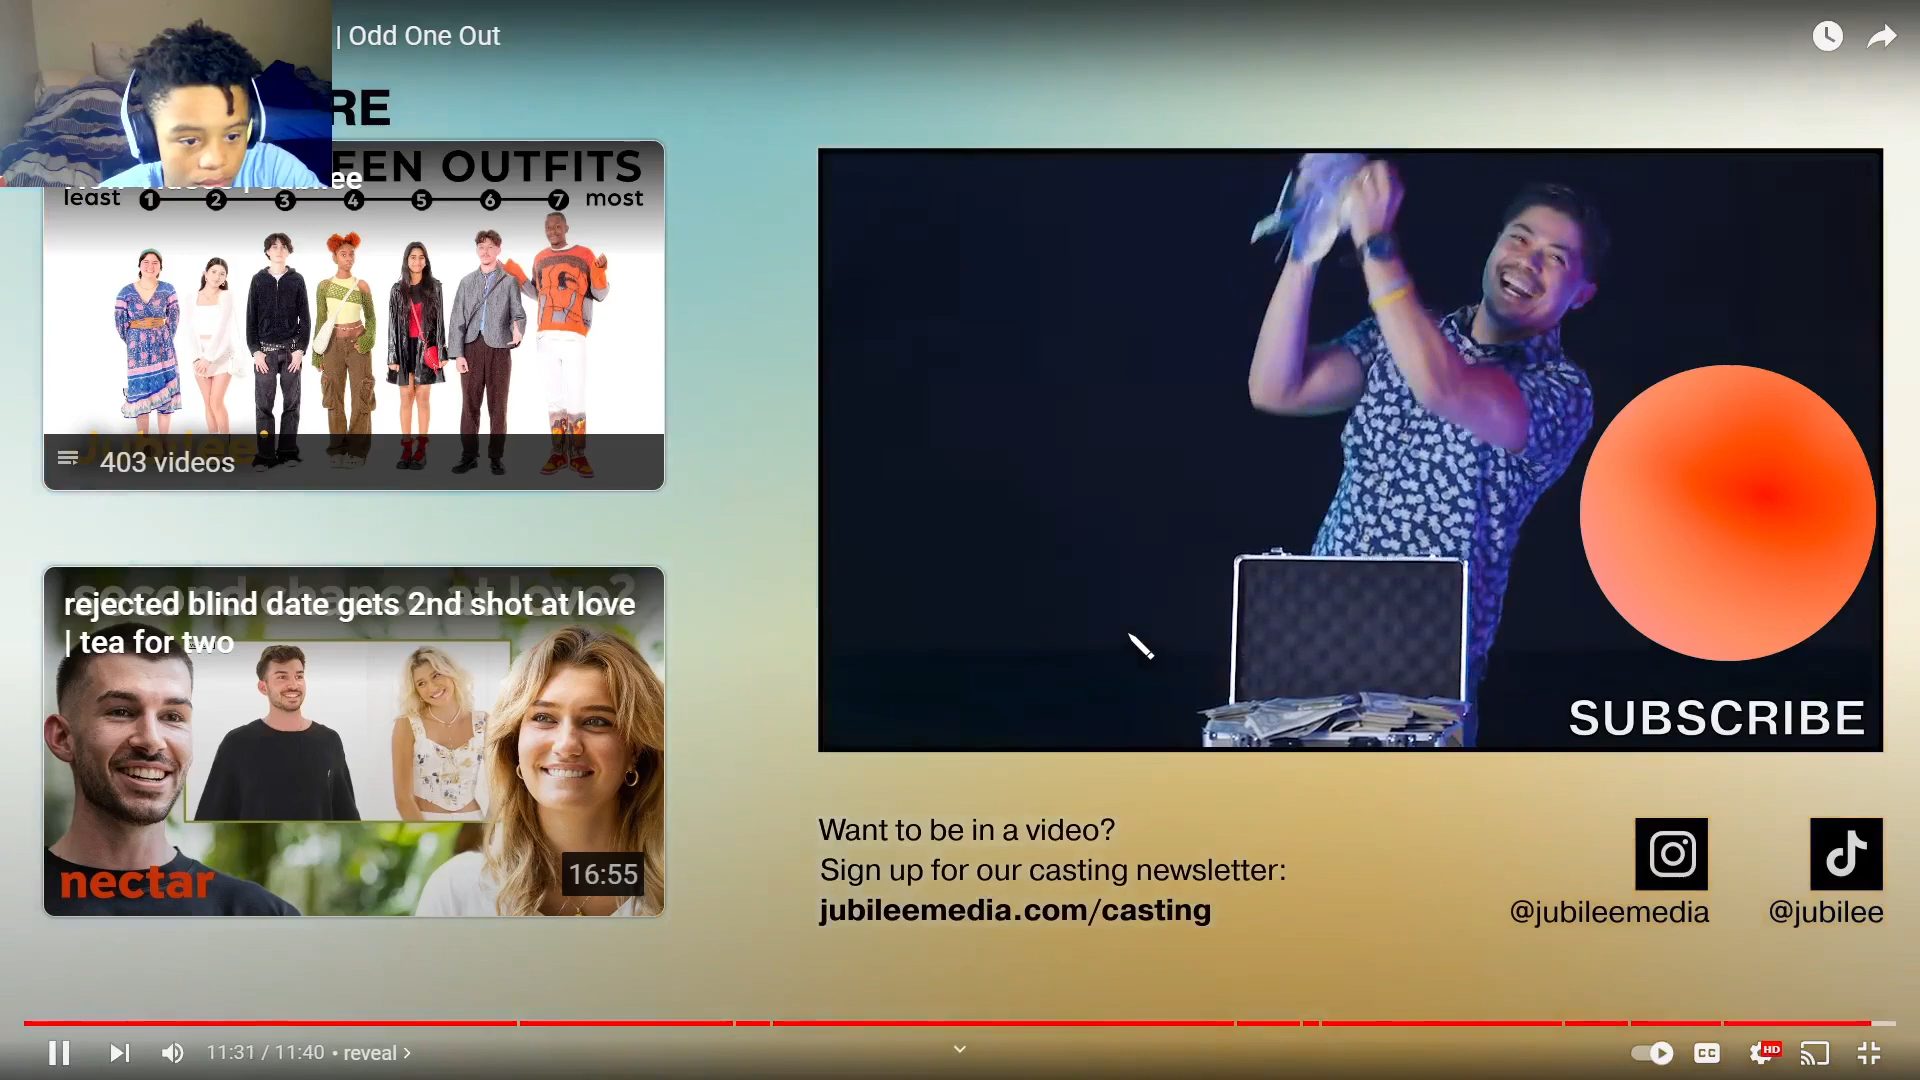 | Odd One Out
RE
EEN OUTFITS
least 1 2 3 4 5 6 7 most
403 videos
rejected blind date gets 2nd shot at love
| tea for two
nectar
16:55
SUBSCRIBE
Want to be in a video?
Sign up for our casting newsletter:
jubileemedia.com/casting
@jubileemedia
@jubilee
11:31 / 11:40 • reveal >
CC
HD